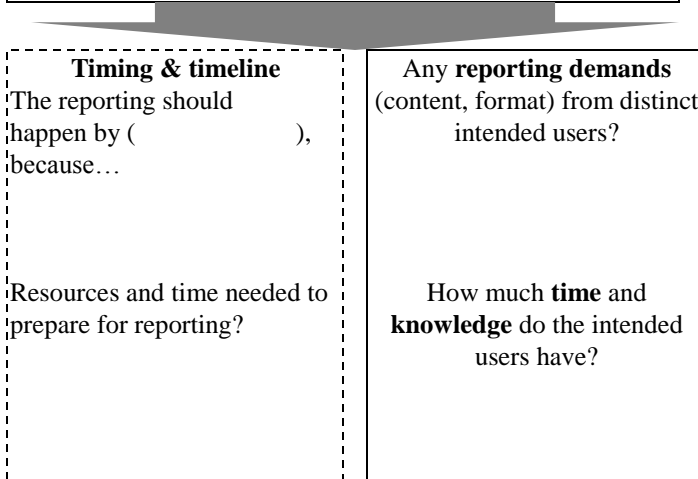 Timing & timeline
The reporting should
happen by (                    ),
because…
Resources and time needed to
prepare for reporting?
Any reporting demands
(content, format) from distinct
intended users?
How much time and
knowledge do the intended
users have?